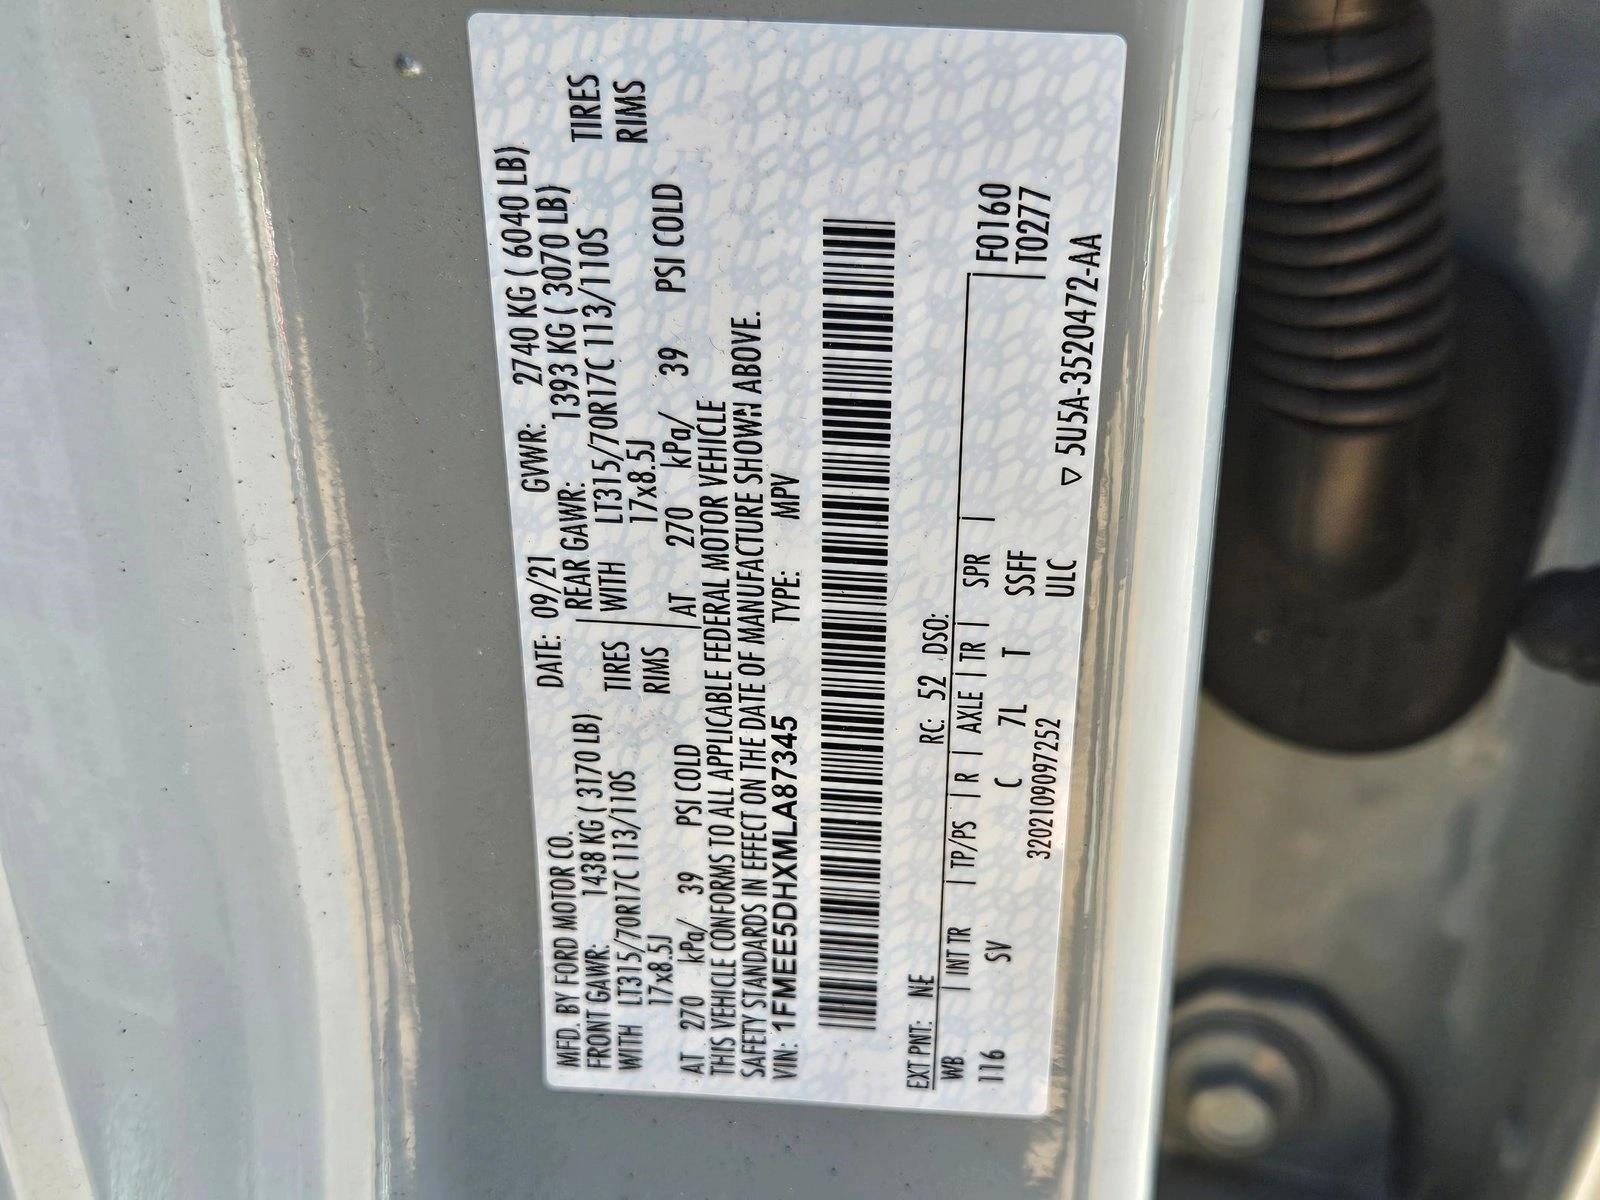 MFD. BY FORD MOTOR CO. DATE: 09/21 GVWR: 2740 KG ( 6040 LB)
FRONT GAWR: 1438 KG ( 3170 LB) REAR GAWR: 1393 KG ( 3070 LB)
WITH LT315/70R17C 113/110S TIRES WITH LT315/70R17C 113/110S TIRES
17x8.5J RIMS 17x8.5J RIMS
AT 270 kPa/ 39 PSI COLD AT 270 kPa/ 39 PSI COLD
THIS VEHICLE CONFORMS TO ALL APPLICABLE FEDERAL MOTOR VEHICLE
SAFETY STANDARDS IN EFFECT ON THE DATE OF MANUFACTURE SHOWN ABOVE.
VIN: 1FMEE5DHXMLA87345 TYPE: MPV
EXT PNT: NE RC: 52 DSO:
WB | INT TR | TP/PS | R | AXLE | TR | SPR | F0160
116 SV C 7L T SSFF T0277
3202109097252 ULC
▽ 5U5A-3520472-AA